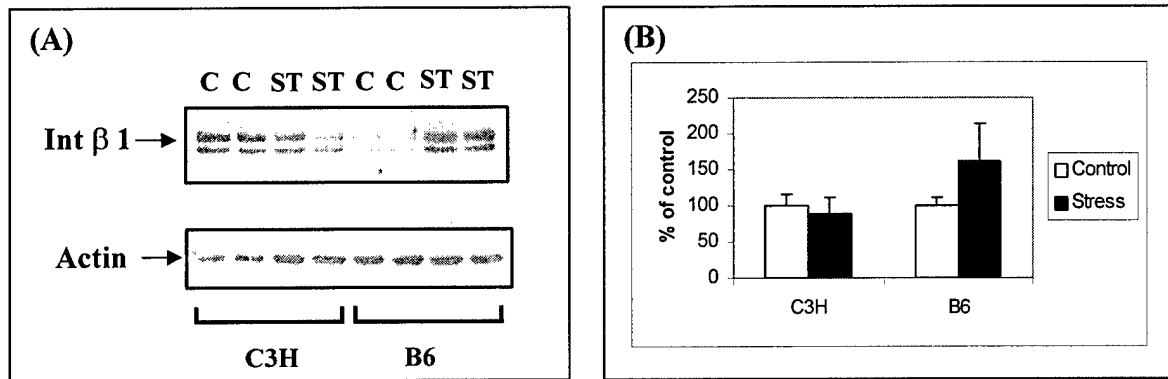 (A)
C C ST ST C C ST ST
Int β 1
Actin
C3H B6
(B)
250
200
150
100
50
0
% of control
C3H B6
Control
Stress